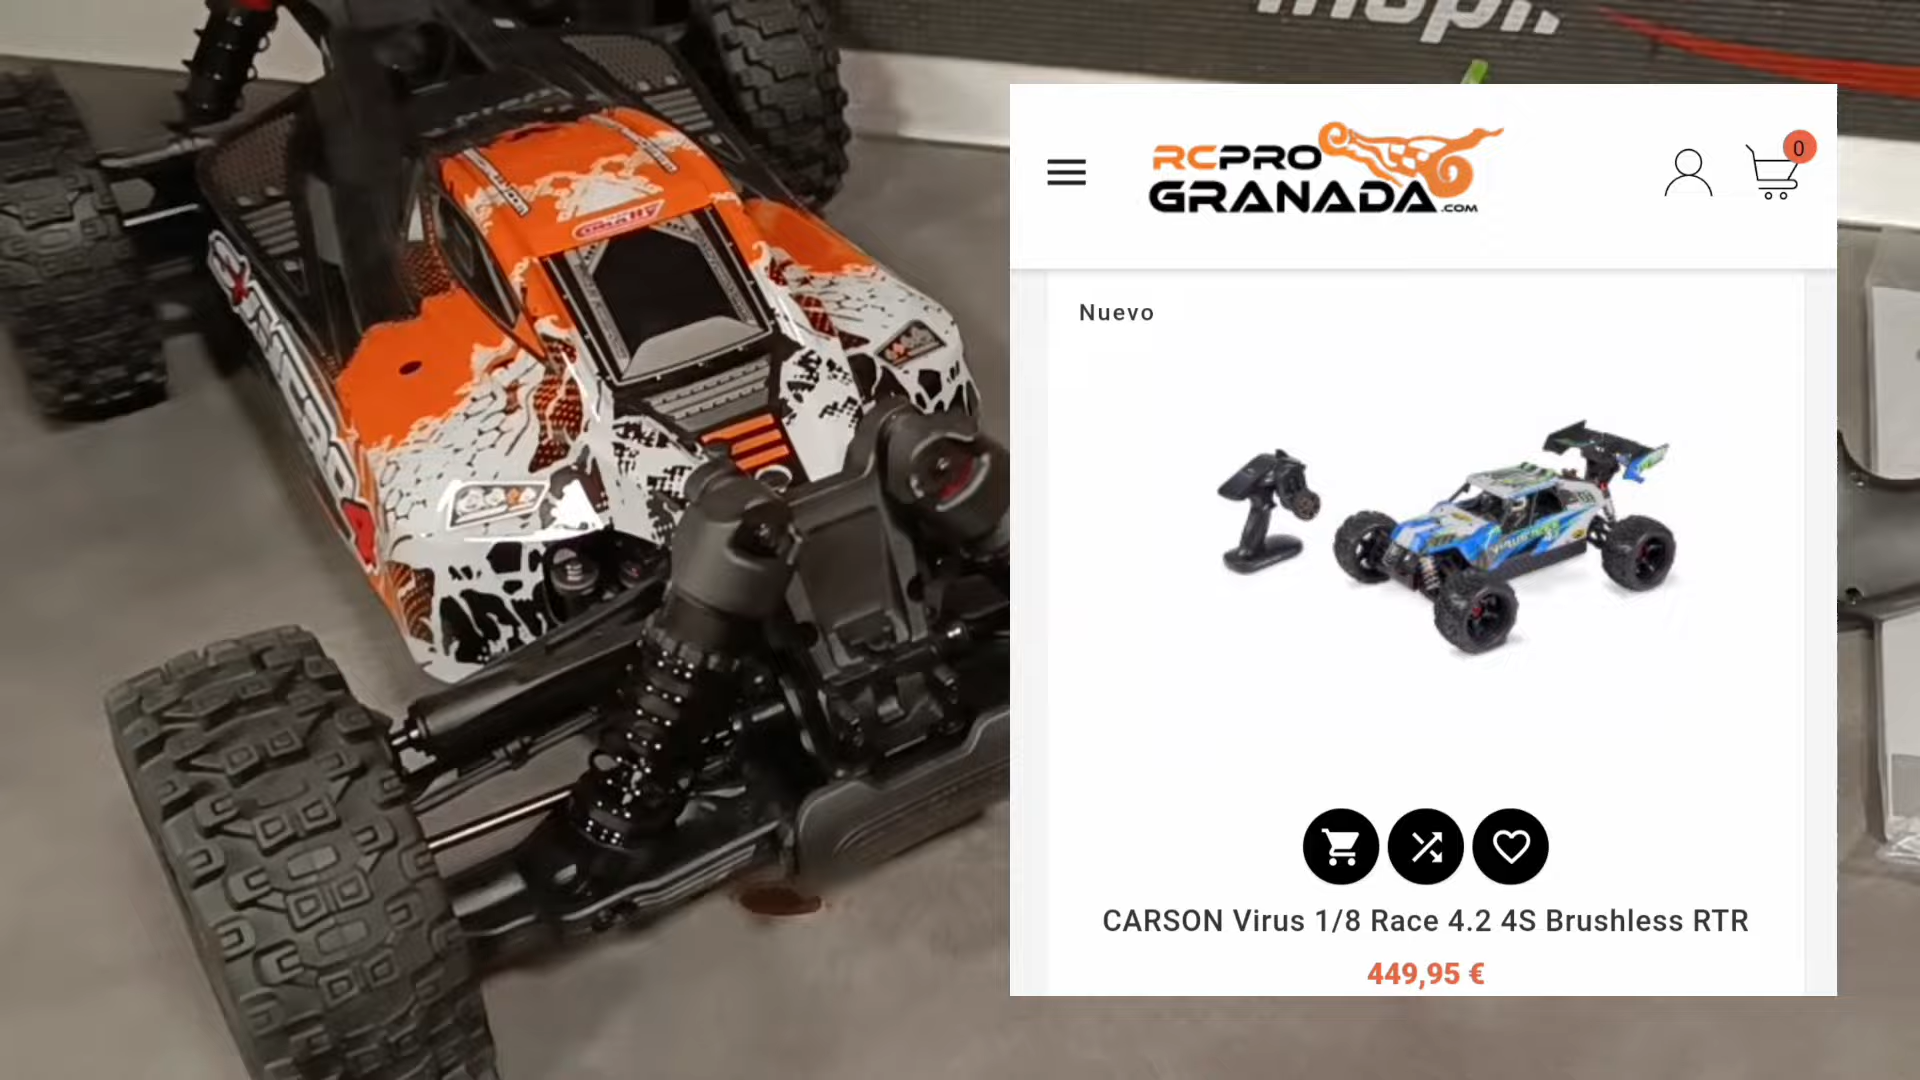 RCPRO
GRANADA.COM
0
Nuevo
CARSON Virus 1/8 Race 4.2 4S Brushless RTR
449,95 €